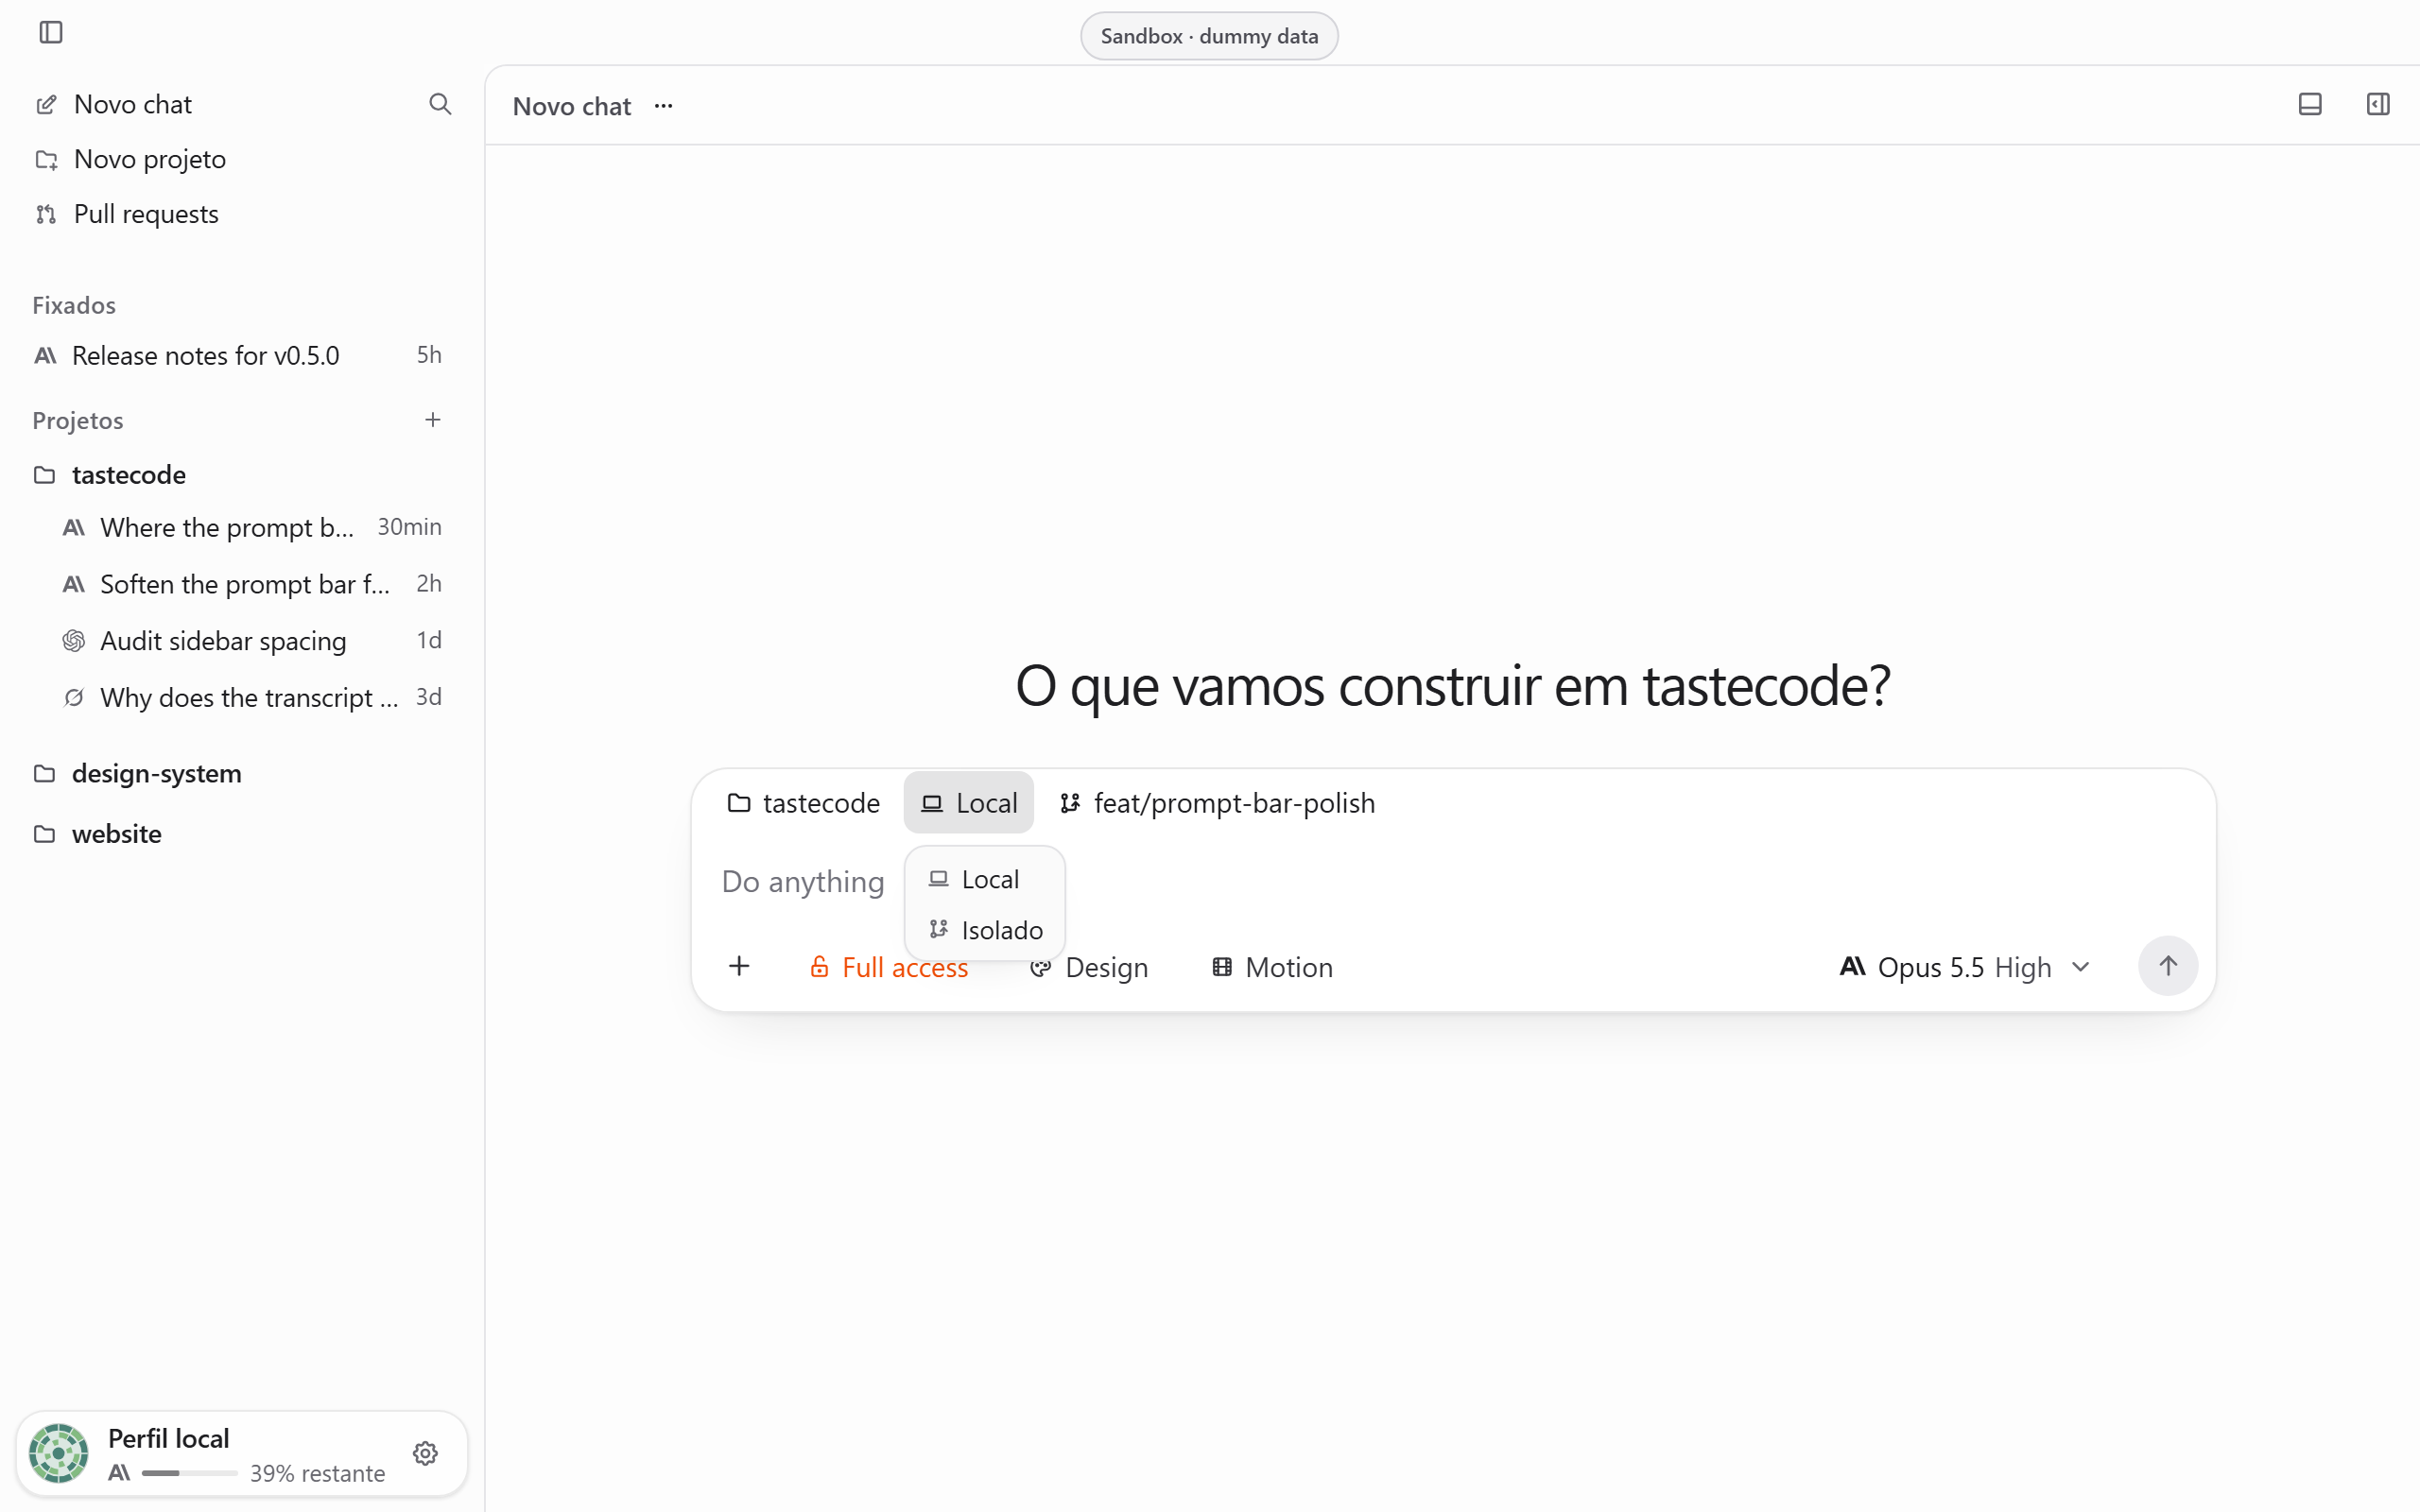 Sandbox · dummy data
Novo chat
Novo projeto
Pull requests
Fixados
Release notes for v0.5.0 5h
Projetos
tastecode
Where the prompt b... 30min
Soften the prompt bar f... 2h
Audit sidebar spacing 1d
Why does the transcript ... 3d
design-system
website
Perfil local
39% restante
Novo chat
O que vamos construir em tastecode?
tastecode Local feat/prompt-bar-polish
Do anything
Local
Isolado
Full access Design Motion Opus 5.5 High